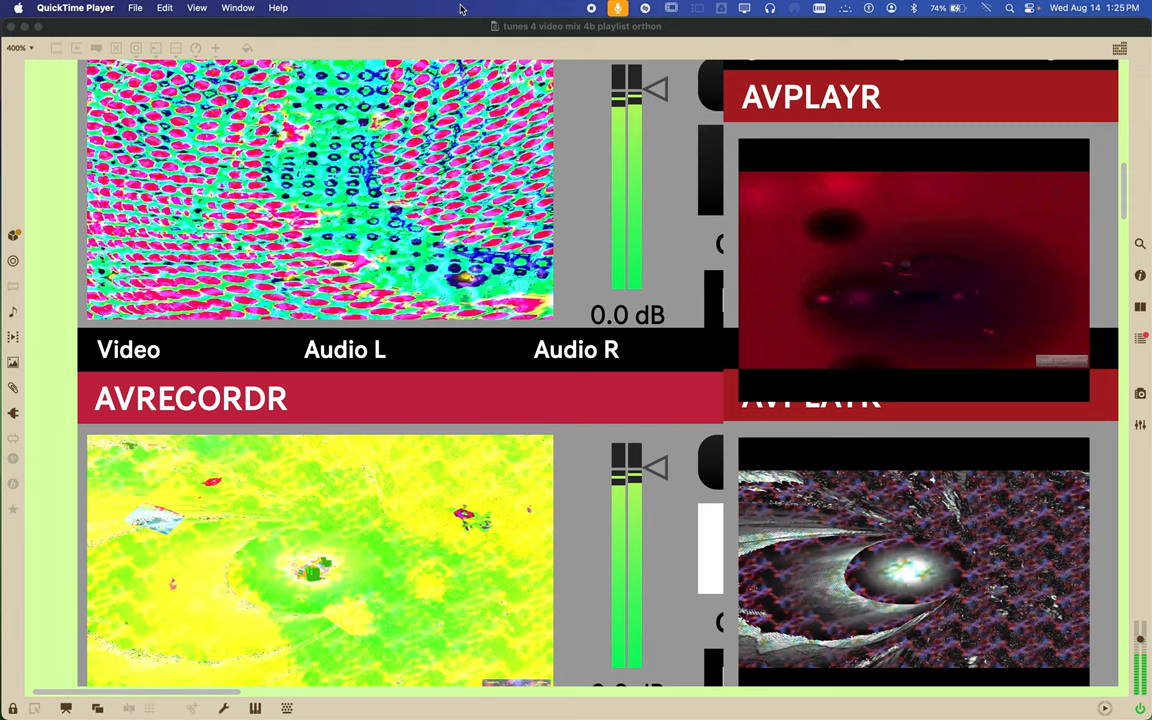 QuickTime Player File Edit View Window Help 74% Wed Aug 14 1:25 PM
tunes 4 video mix 4b playlist orthon
400%
AVPLAYR
0.0 dB
Video Audio L Audio R
AVRECORDR